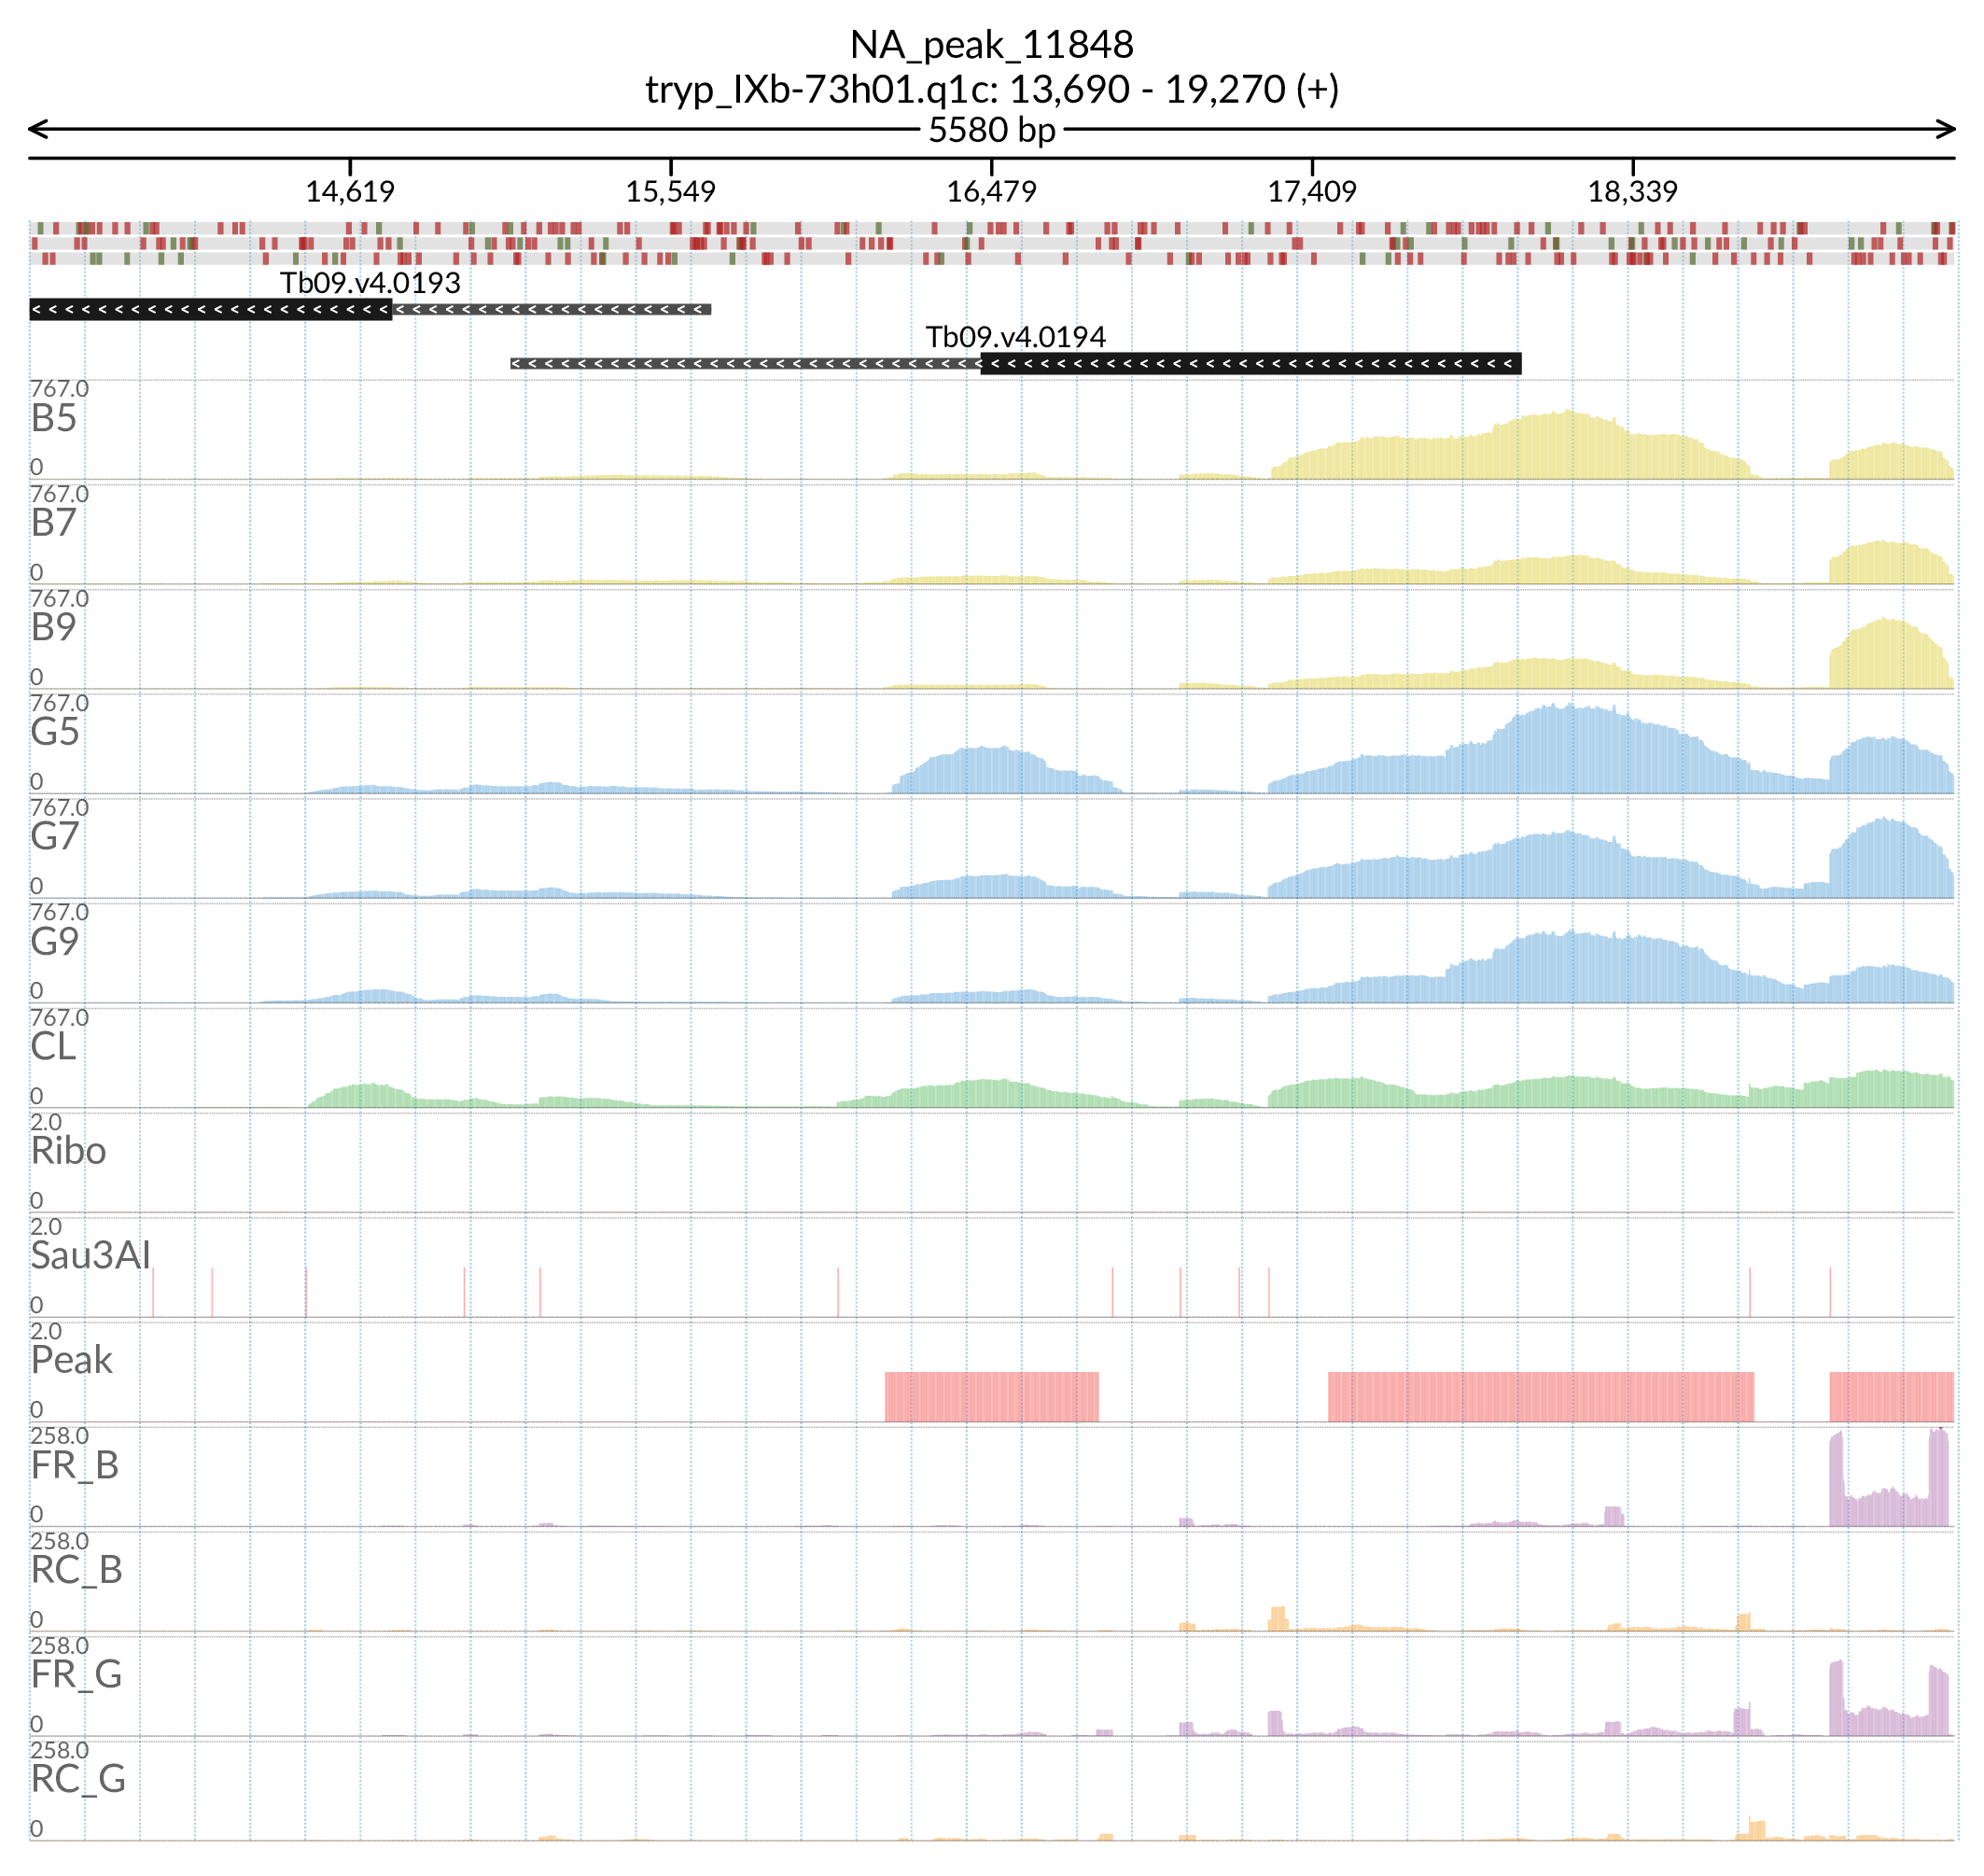 NA_peak_11848
tryp_IXb-73h01.q1c: 13,690 - 19,270 (+)
5580 bp
14,619 15,549 16,479 17,409 18,339
Tb09.v4.0193
Tb09.v4.0194
767.0
B5
0
767.0
B7
0
767.0
B9
0
767.0
G5
0
767.0
G7
0
767.0
G9
0
767.0
CL
0
2.0
Ribo
0
2.0
Sau3AI
0
2.0
Peak
0
258.0
FR_B
0
258.0
RC_B
0
258.0
FR_G
0
258.0
RC_G
0